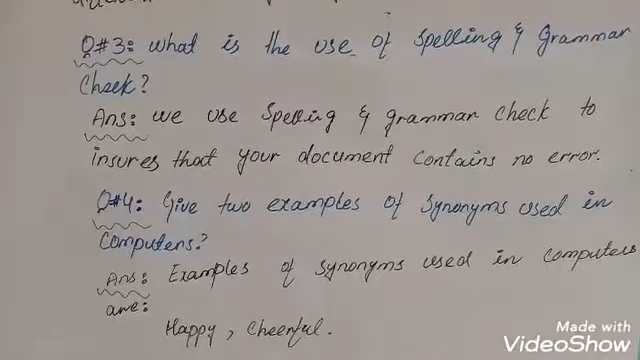 Q#3: What is the use of Spelling & Grammar
Check?
Ans: we use Spelling & grammar check to
insures that your document contains no error.
Q#4: Give two examples of synonyms used in
Computers?
Ans: Examples of synonyms used in computers
are:
Happy, Cheerful.
Made with
VideoShow